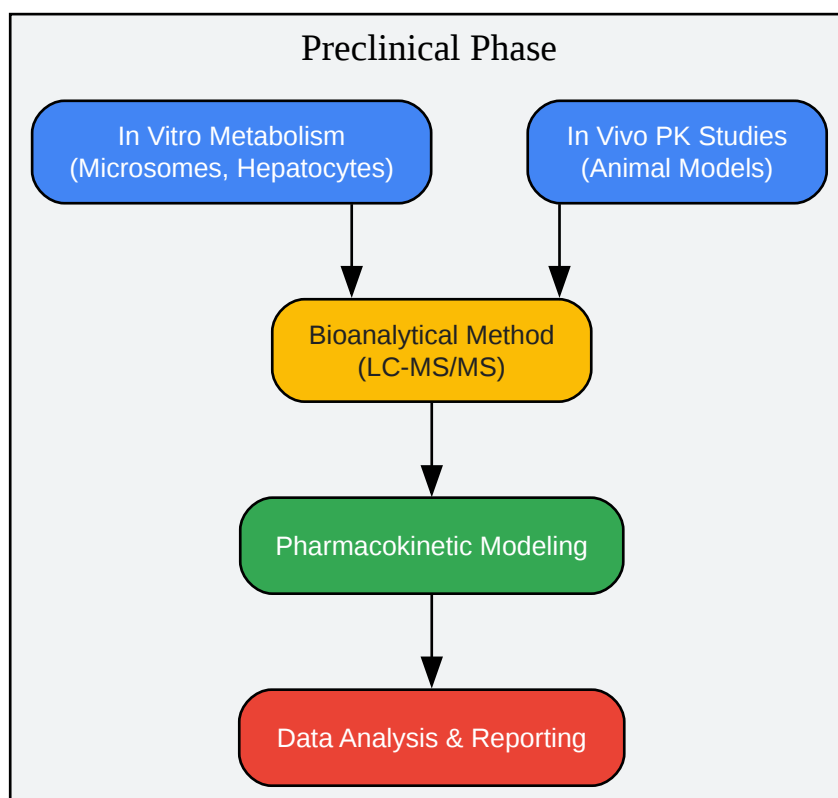 Preclinical Phase
In Vitro Metabolism
(Microsomes, Hepatocytes)
In Vivo PK Studies
(Animal Models)
Bioanalytical Method
(LC-MS/MS)
Pharmacokinetic Modeling
Data Analysis & Reporting